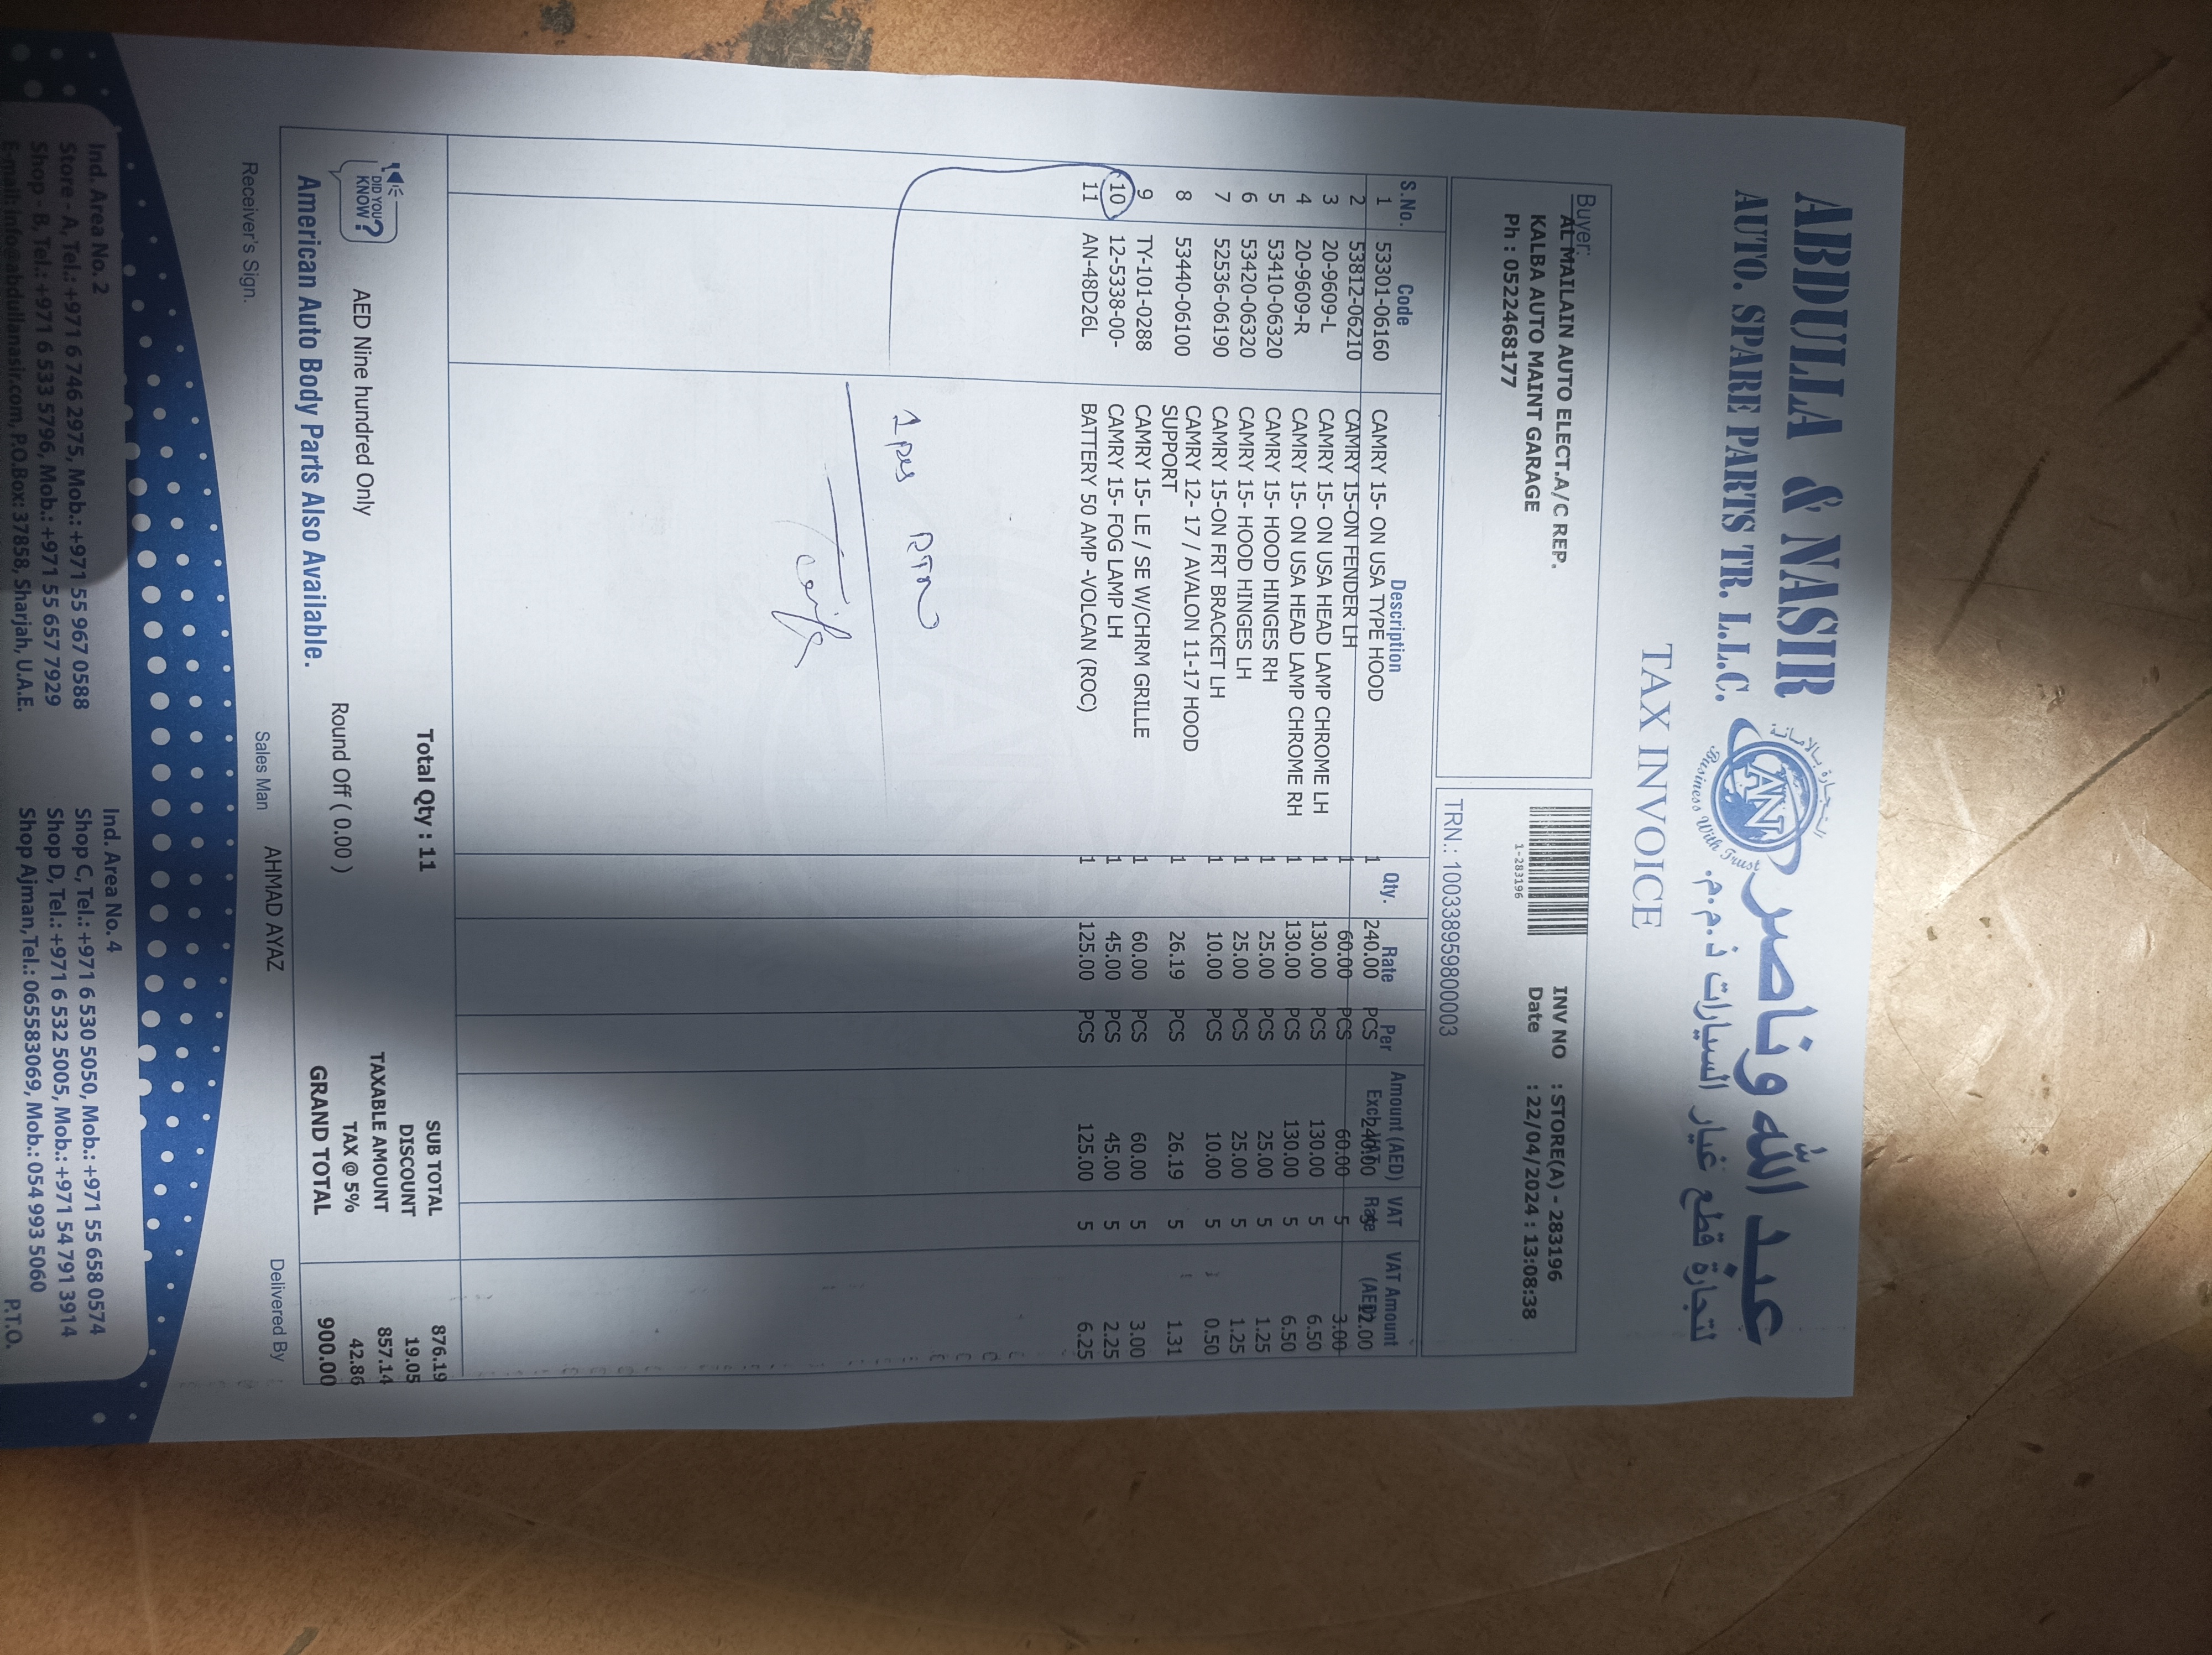 ABDULLA & NASIR
AUTO. SPARE PARTS TR. L.L.C.
عبد الله وناصر
لتجارة قطع غيار السيارات ذ.م.م.
التجارة بالامانة
AN
Business With Trust
TAX INVOICE
Buyer:
AL MAILAIN AUTO ELECT.A/C REP.
KALBA AUTO MAINT GARAGE
Ph : 0522468177
1-283196
INV NO : STORE(A) - 283196
Date : 22/04/2024 : 13:08:38
TRN.: 100338959800003
S.No. Code Description Qty. Rate Per Amount (AED) Exch.VAT VAT Rate VAT Amount (AED)
1 53301-06160 CAMRY 15- ON USA TYPE HOOD 1 240.00 PCS 240.00 5 12.00
2 53812-06210 CAMRY 15-ON FENDER LH 1 60.00 PCS 60.00 5 3.00
3 20-9609-L CAMRY 15- ON USA HEAD LAMP CHROME LH 1 130.00 PCS 130.00 5 6.50
4 20-9609-R CAMRY 15- ON USA HEAD LAMP CHROME RH 1 130.00 PCS 130.00 5 6.50
5 53410-06320 CAMRY 15- HOOD HINGES RH 1 25.00 PCS 25.00 5 1.25
6 53420-06320 CAMRY 15- HOOD HINGES LH 1 25.00 PCS 25.00 5 1.25
7 52536-06190 CAMRY 15-ON FRT BRACKET LH 1 10.00 PCS 10.00 5 0.50
8 53440-06100 CAMRY 12- 17 / AVALON 11-17 HOOD 1 26.19 PCS 26.19 5 1.31
SUPPORT
9 TY-101-0288 CAMRY 15- LE / SE W/CHRM GRILLE 1 60.00 PCS 60.00 5 3.00
10 12-5338-00- CAMRY 15- FOG LAMP LH 1 45.00 PCS 45.00 5 2.25
11 AN-48D26L BATTERY 50 AMP -VOLCAN (ROC) 1 125.00 PCS 125.00 5 6.25
1 pcs RTN
Total Qty : 11
SUB TOTAL 876.19
DISCOUNT 19.05
TAXABLE AMOUNT 857.14
TAX @ 5% 42.86
GRAND TOTAL 900.00
DID YOU KNOW?
AED Nine hundred Only
Round Off ( 0.00 )
American Auto Body Parts Also Available.
Receiver's Sign.
Sales Man AHMAD AYAZ
Delivered By
Ind. Area No. 2
Store - A, Tel.: +971 6 746 2975, Mob.: +971 55 967 0588
Shop - B, Tel.: +971 6 533 5796, Mob.: +971 55 657 7929
E-mail: info@abdullanasir.com, P.O.Box: 37858, Sharjah, U.A.E.
Ind. Area No. 4
Shop C, Tel.: +971 6 530 5050, Mob.: +971 55 658 0574
Shop D, Tel.: +971 6 532 5005, Mob.: +971 54 791 3914
Shop Ajman, Tel.: 065583069, Mob.: 054 993 5060
P.T.O.